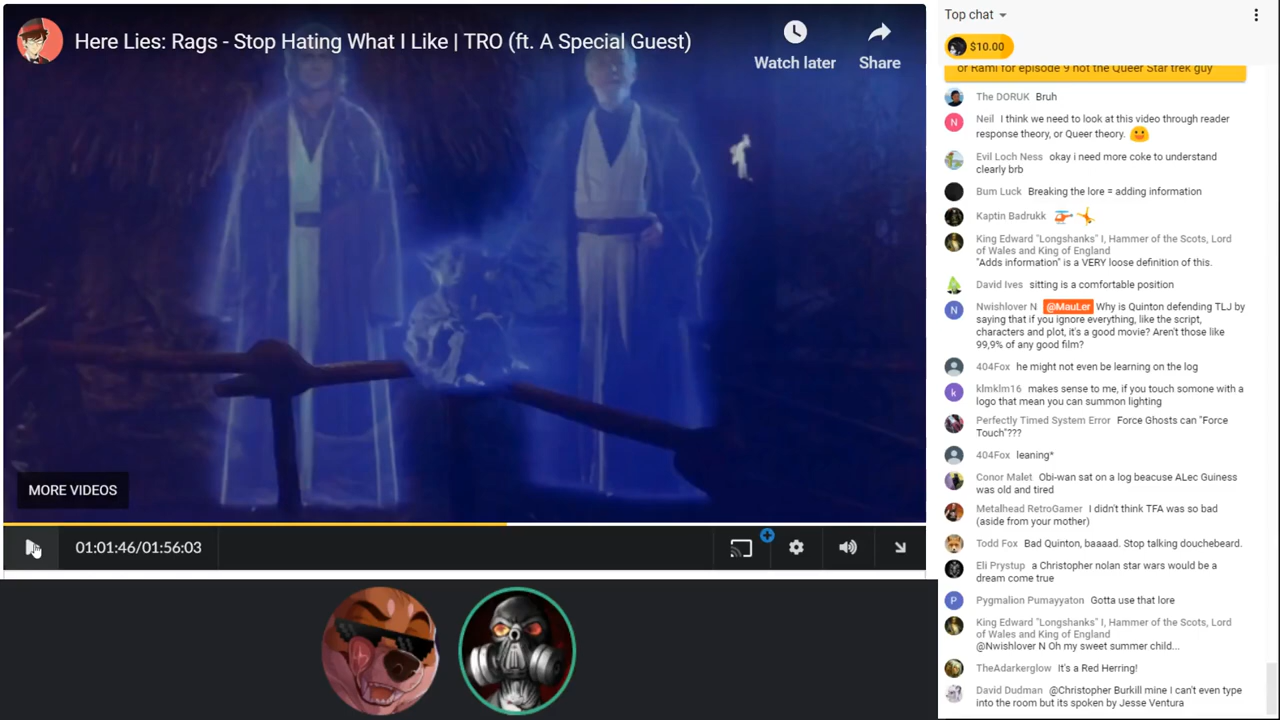 Here Lies: Rags - Stop Hating What I Like | TRO (ft. A Special Guest)
Watch later
Share
MORE VIDEOS
01:01:46/01:56:03
Top chat
$10.00
or Rami for episode 9 not the Queer Star trek guy
The DORUK Bruh
Neil I think we need to look at this video through reader
response theory, or Queer theory.
Evil Loch Ness okay i need more coke to understand
clearly brb
Bum Luck Breaking the lore = adding information
Kaptin Badrukk
King Edward "Longshanks" I, Hammer of the Scots, Lord
of Wales and King of England
"Adds information" is a VERY loose definition of this.
David Ives sitting is a comfortable position
Nwishlover N @MauLer Why is Quinton defending TLJ by
saying that if you ignore everything, like the script,
characters and plot, it's a good movie? Aren't those like
99,9% of any good film?
404Fox he might not even be learning on the log
klmklm16 makes sense to me, if you touch somone with a
logo that mean you can summon lighting
Perfectly Timed System Error Force Ghosts can "Force
Touch"???
404Fox leaning*
Conor Malet Obi-wan sat on a log beacuse ALec Guiness
was old and tired
Metalhead RetroGamer I didn't think TFA was so bad
(aside from your mother)
Todd Fox Bad Quinton, baaaad. Stop talking douchebeard.
Eli Prystup a Christopher nolan star wars would be a
dream come true
Pygmalion Pumayyaton Gotta use that lore
King Edward "Longshanks" I, Hammer of the Scots, Lord
of Wales and King of England
@Nwishlover N Oh my sweet summer child...
TheAdarkerglow It's a Red Herring!
David Dudman @Christopher Burkill mine I can't even type
into the room but its spoken by Jesse Ventura